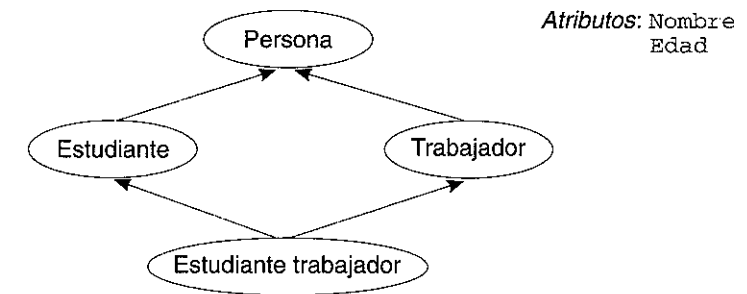 Persona
Atributos: Nombre
Edad
Estudiante
Trabajador
Estudiante trabajador